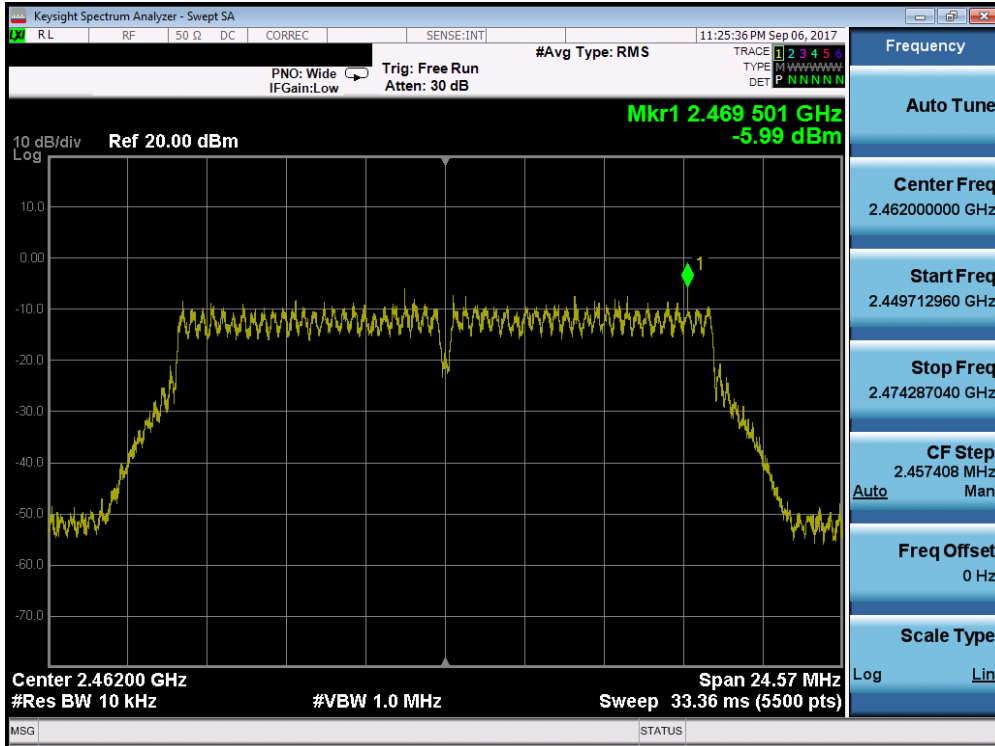 Keysight Spectrum Analyzer - Swept SA
LXI RL RF 50 Ω DC CORREC SENSE:INT 11:25:36 PM Sep 06, 2017
#Avg Type: RMS
TRACE 1 2 3 4 5 6
PNO: Wide Trig: Free Run
TYPE M WWWWW
IFGain:Low Atten: 30 dB
DET P N N N N N
Mkr1 2.469 501 GHz
-5.99 dBm
10 dB/div Ref 20.00 dBm
Log
10.0
0.00
1
-10.0
-20.0
-30.0
-40.0
-50.0
-60.0
-70.0
Center 2.46200 GHz Span 24.57 MHz
#Res BW 10 kHz #VBW 1.0 MHz Sweep 33.36 ms (5500 pts)
MSG STATUS
Frequency
Auto Tune
Center Freq
2.462000000 GHz
Start Freq
2.449712960 GHz
Stop Freq
2.474287040 GHz
CF Step
2.457408 MHz
Auto Man
Freq Offset
0 Hz
Scale Type
Log Lin